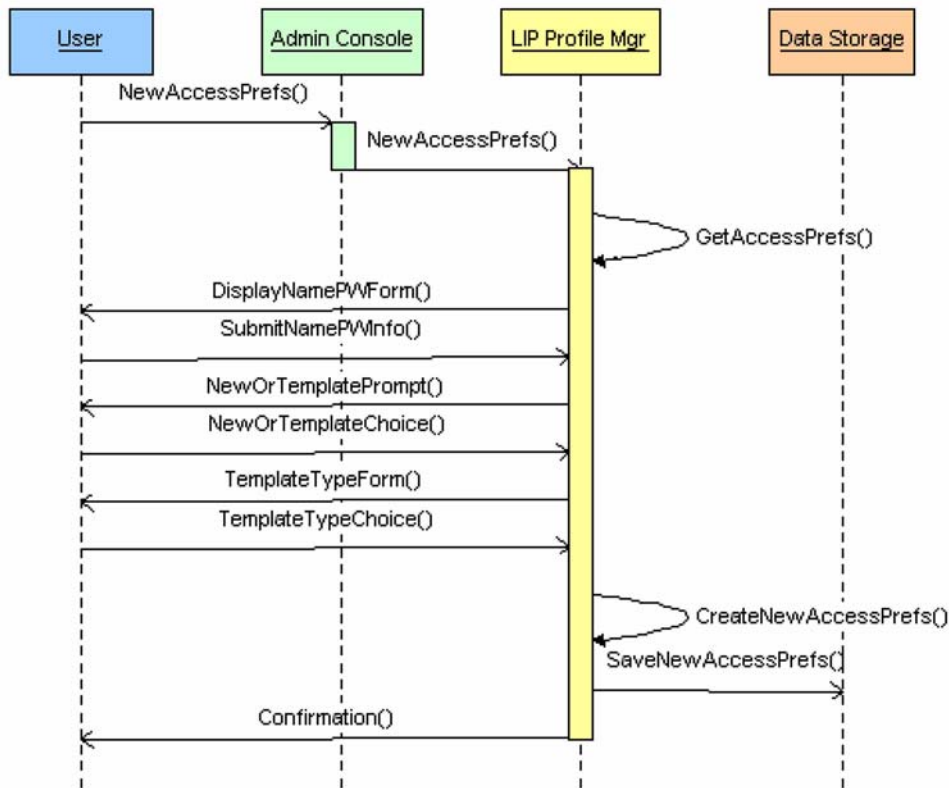 User
Admin Console
LIP Profile Mgr
Data Storage
NewAccessPrefs()
NewAccessPrefs()
GetAccessPrefs()
DisplayNamePWForm()
SubmitNamePWInfo()
NewOrTemplatePrompt()
NewOrTemplateChoice()
TemplateTypeForm()
TemplateTypeChoice()
CreateNewAccessPrefs()
SaveNewAccessPrefs()
Confirmation()